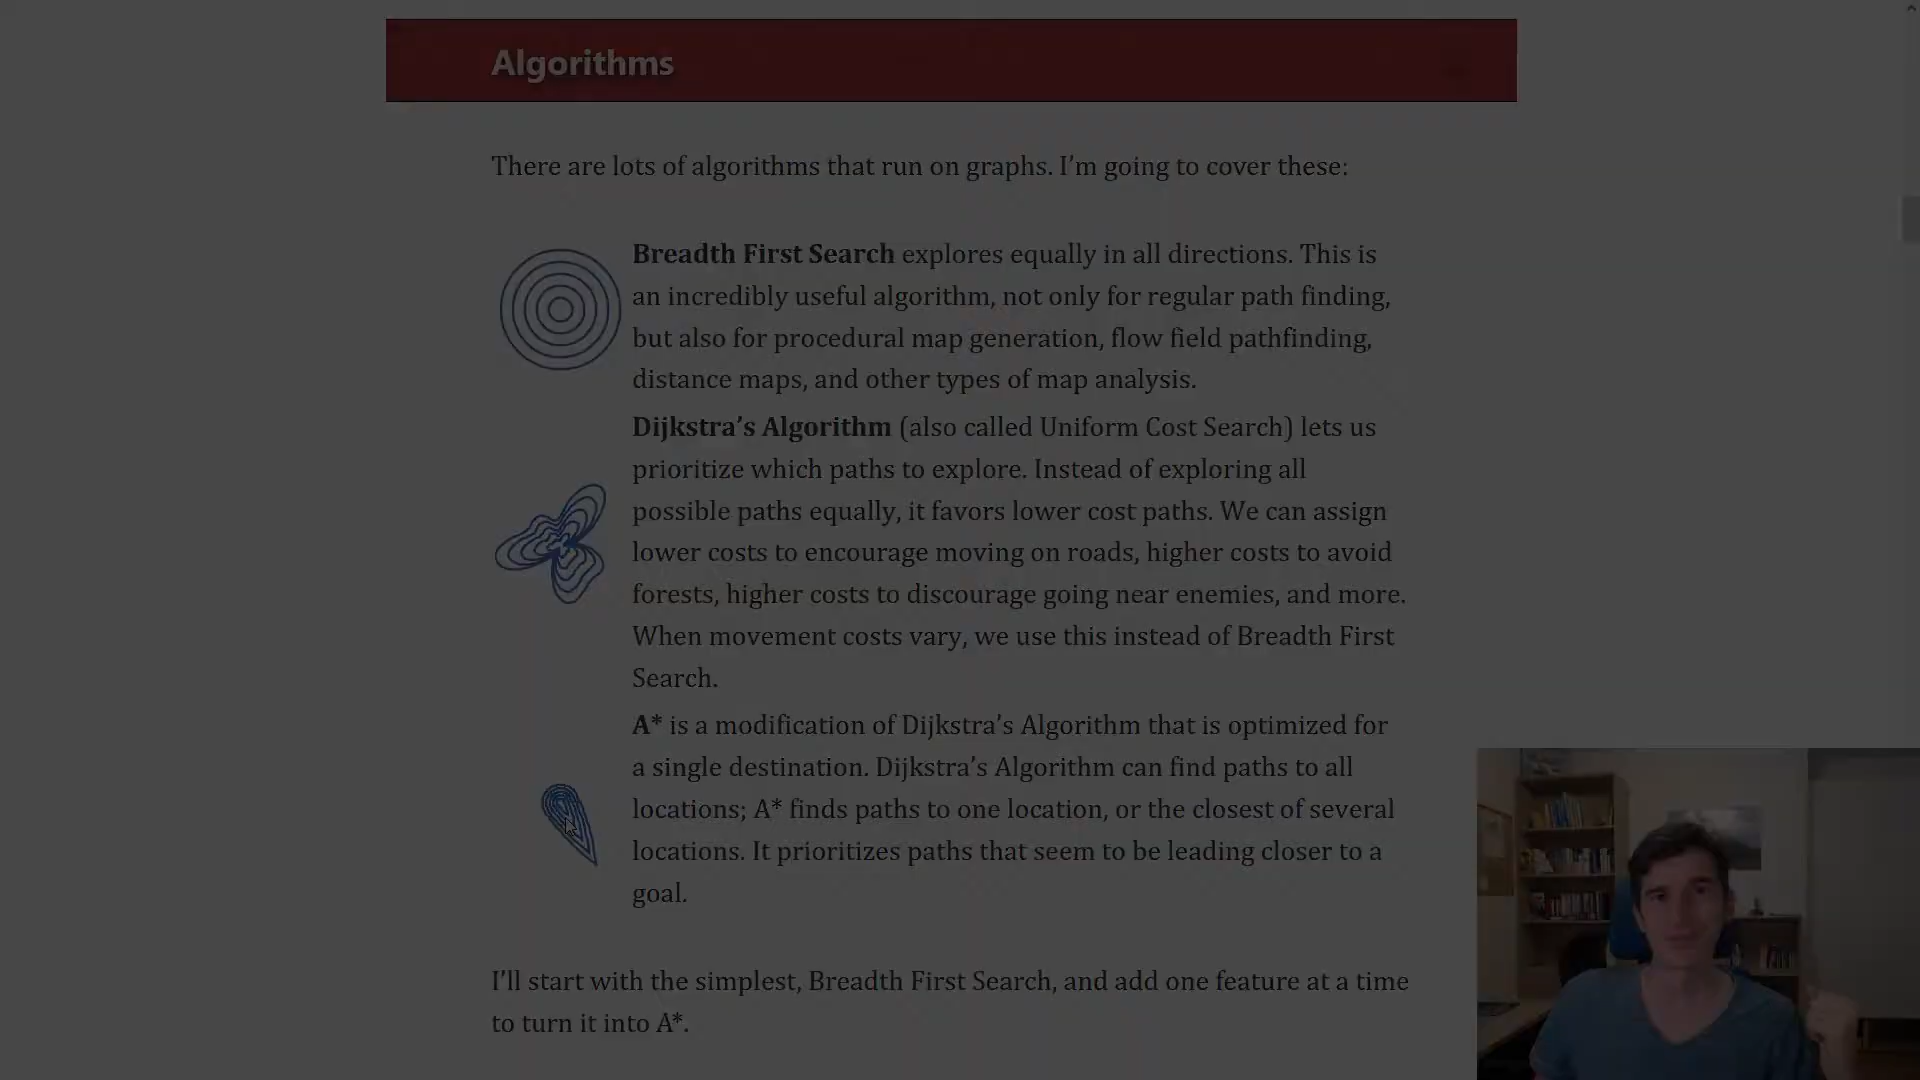 Algorithms
There are lots of algorithms that run on graphs. I’m going to cover these:
Breadth First Search explores equally in all directions. This is
an incredibly useful algorithm, not only for regular path finding,
but also for procedural map generation, flow field pathfinding,
distance maps, and other types of map analysis.
Dijkstra’s Algorithm (also called Uniform Cost Search) lets us
prioritize which paths to explore. Instead of exploring all
possible paths equally, it favors lower cost paths. We can assign
lower costs to encourage moving on roads, higher costs to avoid
forests, higher costs to discourage going near enemies, and more.
When movement costs vary, we use this instead of Breadth First
Search.
A* is a modification of Dijkstra’s Algorithm that is optimized for
a single destination. Dijkstra’s Algorithm can find paths to all
locations; A* finds paths to one location, or the closest of several
locations. It prioritizes paths that seem to be leading closer to a
goal.
I’ll start with the simplest, Breadth First Search, and add one feature at a time
to turn it into A*.